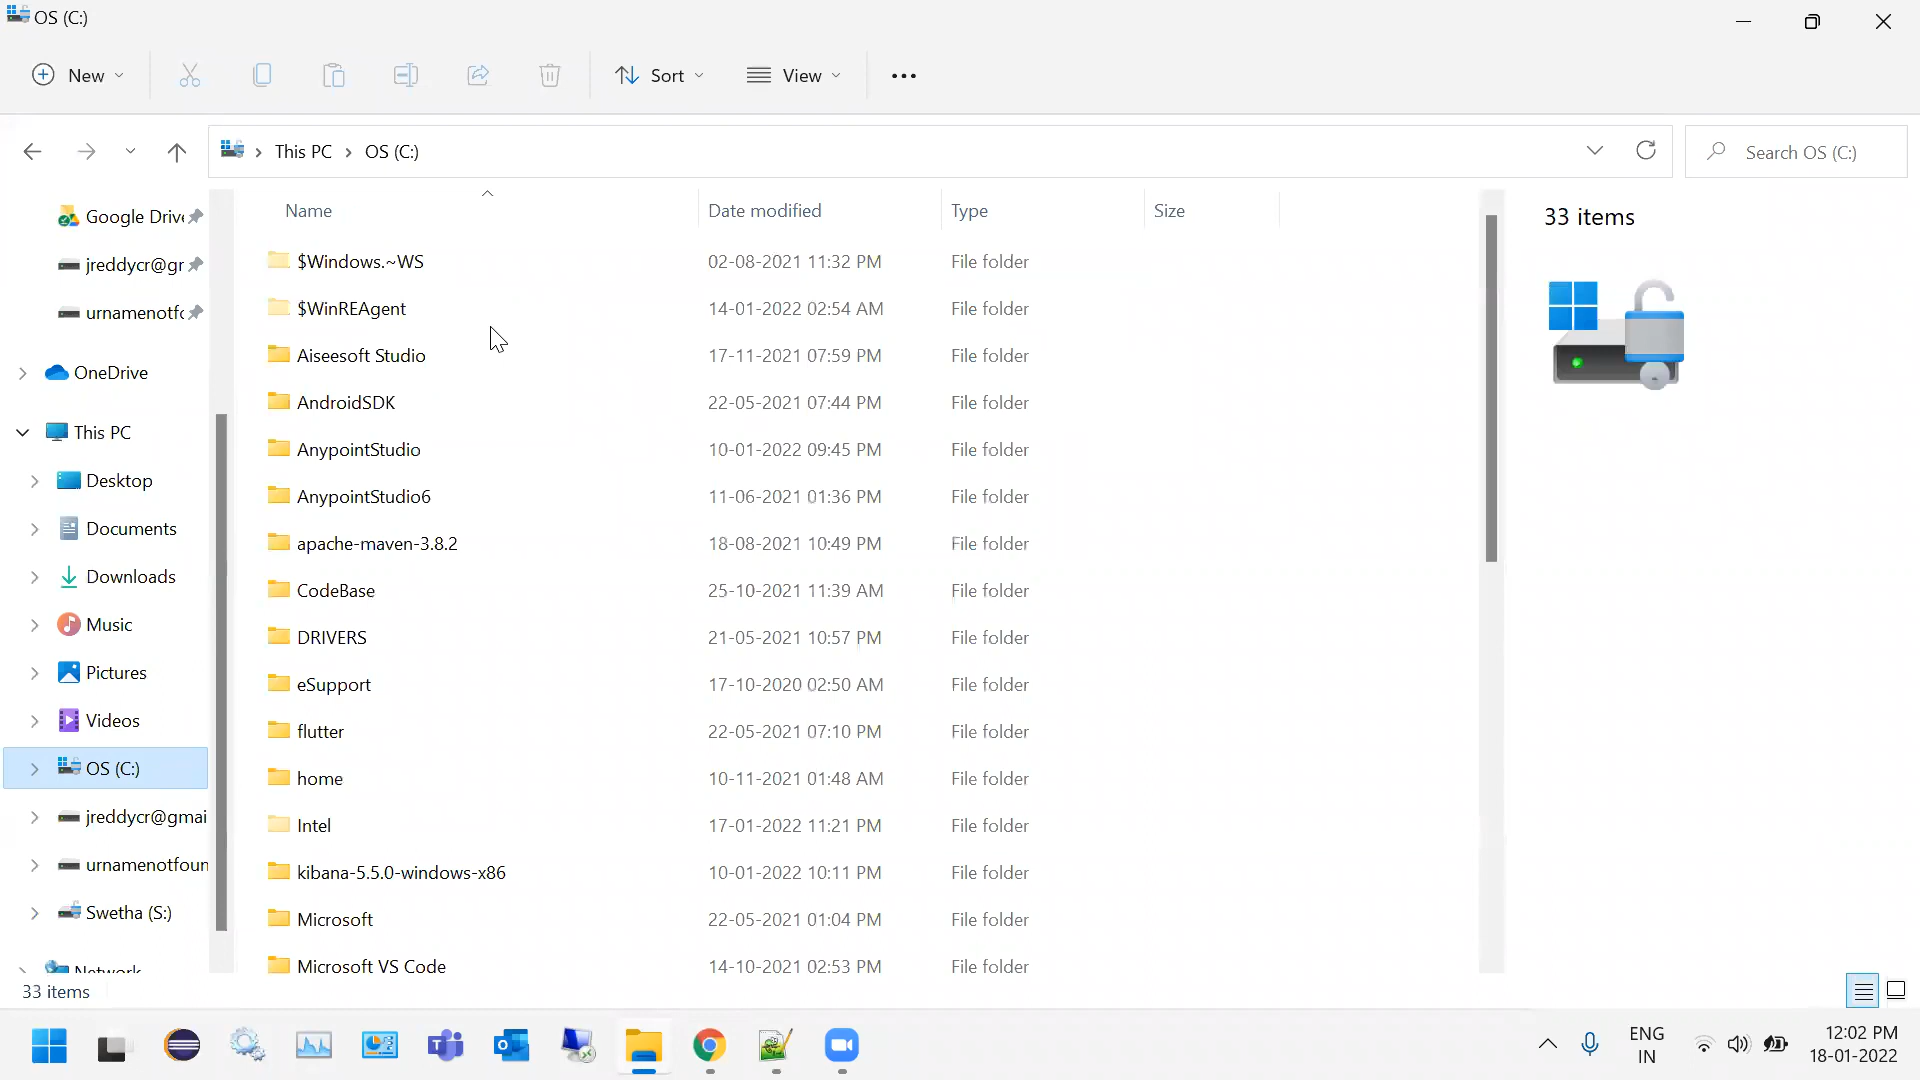 OS (C:)
New
Sort
View
This PC
OS (C:)
Search OS (C:)
Google Driv
jreddycr@gr
urnamenotfo
OneDrive
This PC
Desktop
Documents
Downloads
Music
Pictures
Videos
OS (C:)
jreddycr@gmai
urnamenotfoun
Swetha (S:)
Network
Name Date modified Type Size
$Windows.~WS 02-08-2021 11:32 PM File folder
$WinREAgent 14-01-2022 02:54 AM File folder
Aiseesoft Studio 17-11-2021 07:59 PM File folder
AndroidSDK 22-05-2021 07:44 PM File folder
AnypointStudio 10-01-2022 09:45 PM File folder
AnypointStudio6 11-06-2021 01:36 PM File folder
apache-maven-3.8.2 18-08-2021 10:49 PM File folder
CodeBase 25-10-2021 11:39 AM File folder
DRIVERS 21-05-2021 10:57 PM File folder
eSupport 17-10-2020 02:50 AM File folder
flutter 22-05-2021 07:10 PM File folder
home 10-11-2021 01:48 AM File folder
Intel 17-01-2022 11:21 PM File folder
kibana-5.5.0-windows-x86 10-01-2022 10:11 PM File folder
Microsoft 22-05-2021 01:04 PM File folder
Microsoft VS Code 14-10-2021 02:53 PM File folder
33 items
33 items
ENG
IN
12:02 PM
18-01-2022